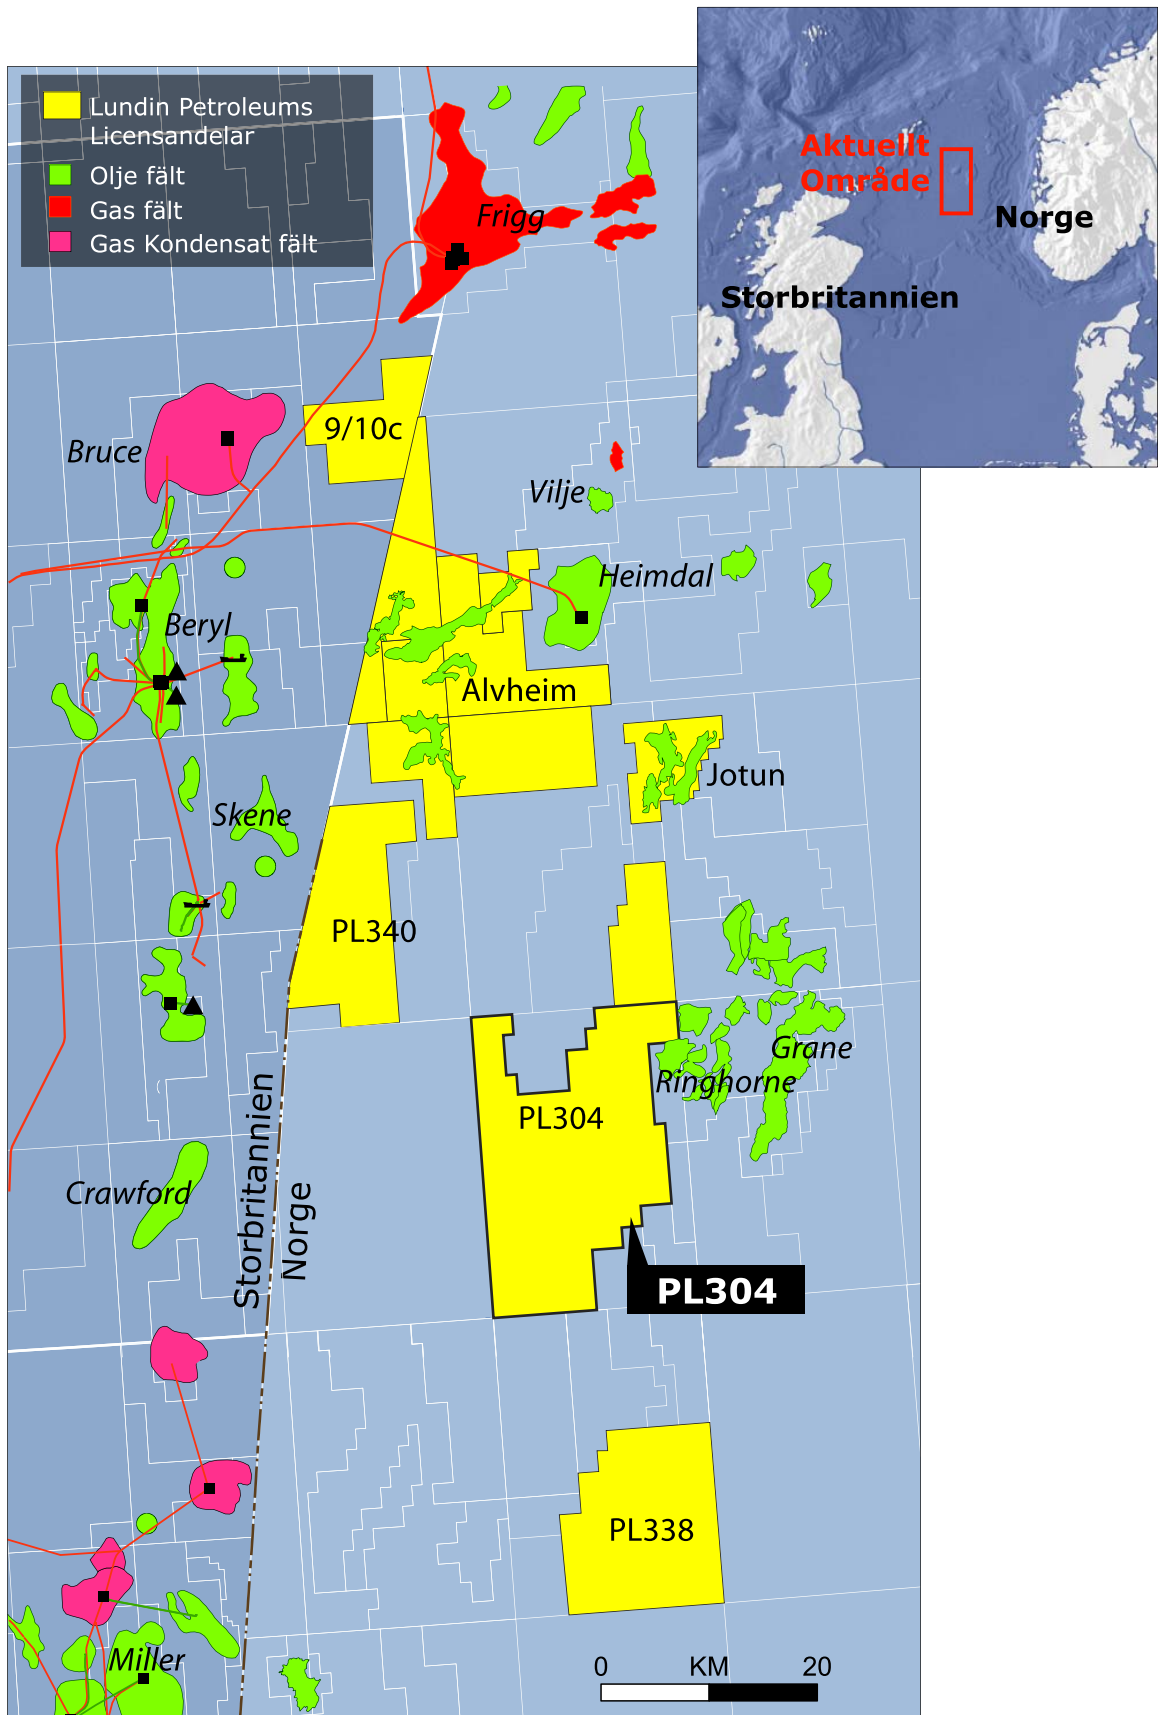 Lundin Petroleums
Licensandelar
Olje fält
Gas fält
Gas Kondensat fält
Aktuellt
Område
Norge
Storbritannien
Frigg
9/10c
Bruce
Vilje
Heimdal
Beryl
Alvheim
Jotun
Skene
PL340
Grane
Ringhorne
PL304
Crawford
Storbritannien
Norge
PL304
PL338
Miller
0 KM 20